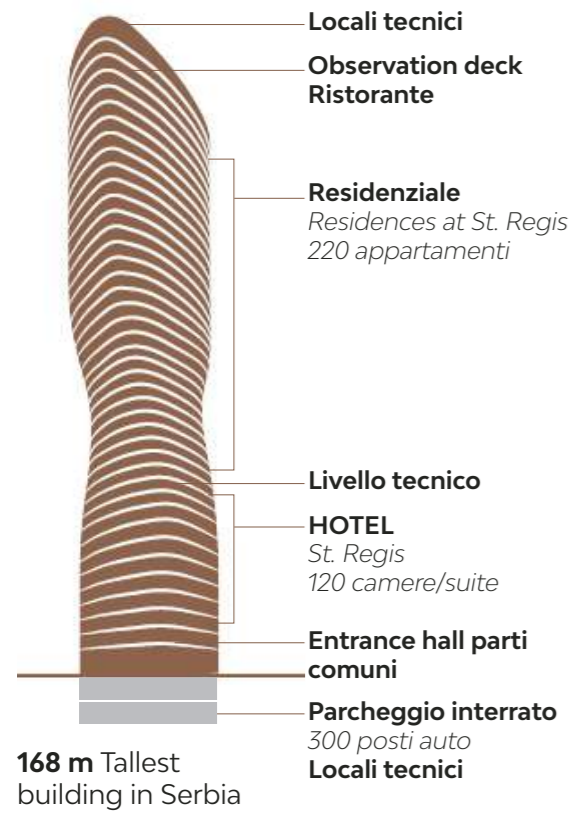 Locali tecnici
Observation deck
Ristorante
Residenziale
Residences at St. Regis
220 appartamenti
Livello tecnico
HOTEL
St. Regis
120 camere/suite
Entrance hall parti
comuni
Parcheggio interrato
300 posti auto
Locali tecnici
168 m Tallest
building in Serbia